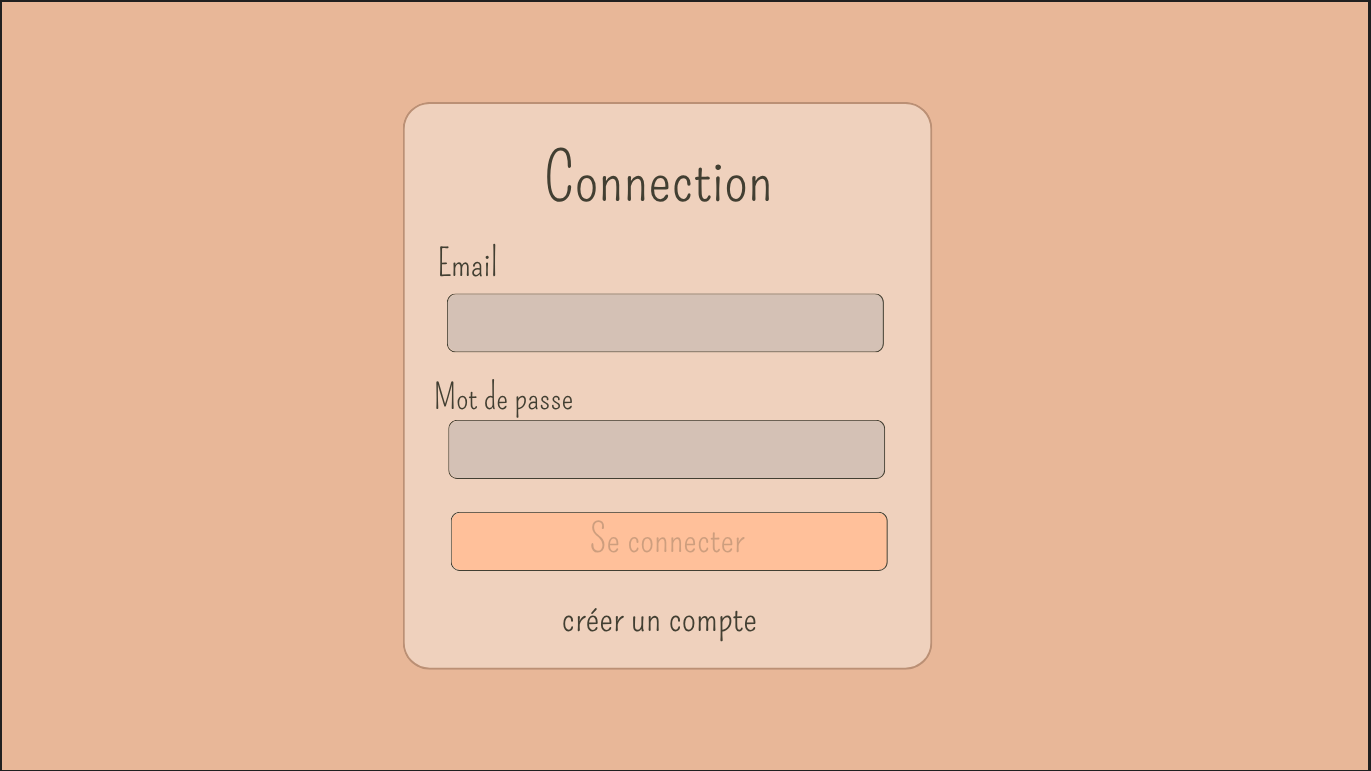 Connection
Email
Mot de passe
Se connecter
créer un compte